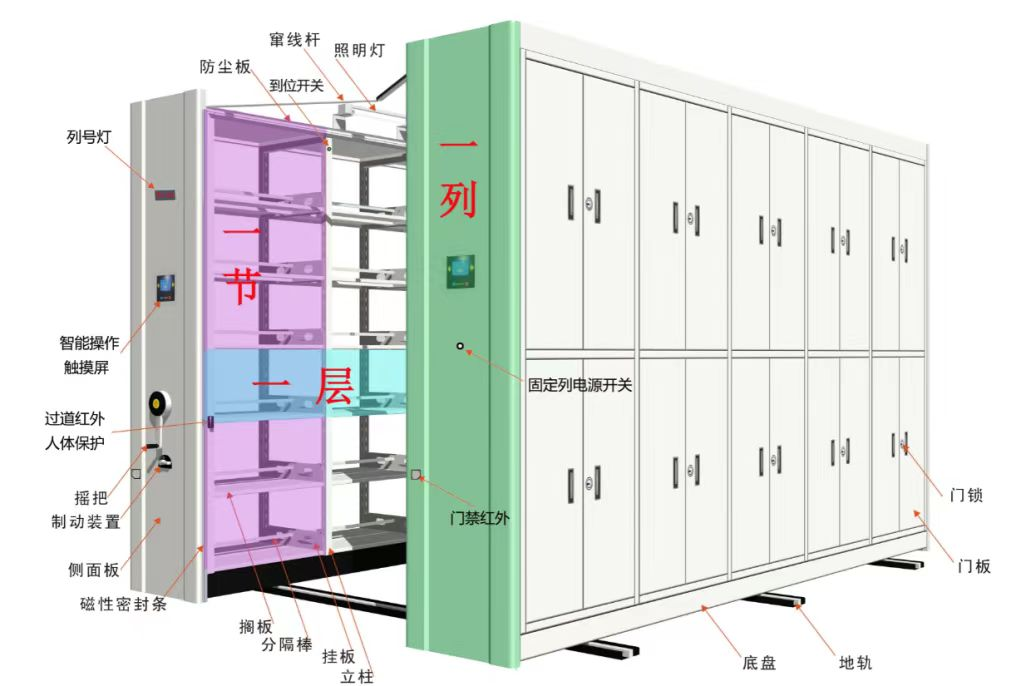 窜线杆
照明灯
防尘板
到位开关
列号灯
一
列
一
节
智能操作
触摸屏
一层
固定列电源开关
过道红外
人体保护
摇把
制动装置
门禁红外
门锁
侧面板
门板
磁性密封条
搁板
分隔棒
挂板
立柱
底盘
地轨